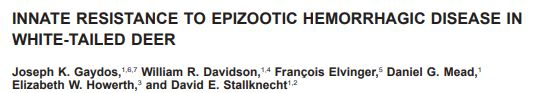 INNATE RESISTANCE TO EPIZOOTIC HEMORRHAGIC DISEASE IN
WHITE-TAILED DEER
Joseph K. Gaydos,1,6,7 William R. Davidson,1,4 François Elvinger,5 Daniel G. Mead,1
Elizabeth W. Howerth,3 and David E. Stallknecht1,2